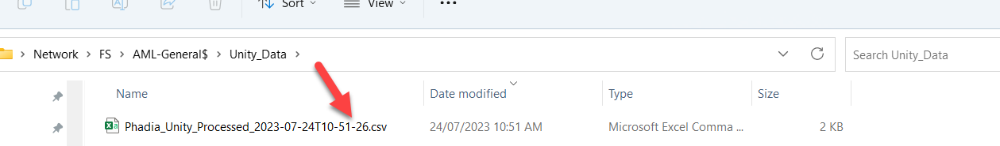 Sort View •••
Network > FS > AML-General$ > Unity_Data > Search Unity_Data
Name Date modified Type Size
Phadia_Unity_Processed_2023-07-24T10-51-26.csv 24/07/2023 10:51 AM Microsoft Excel Comma ... 2 KB